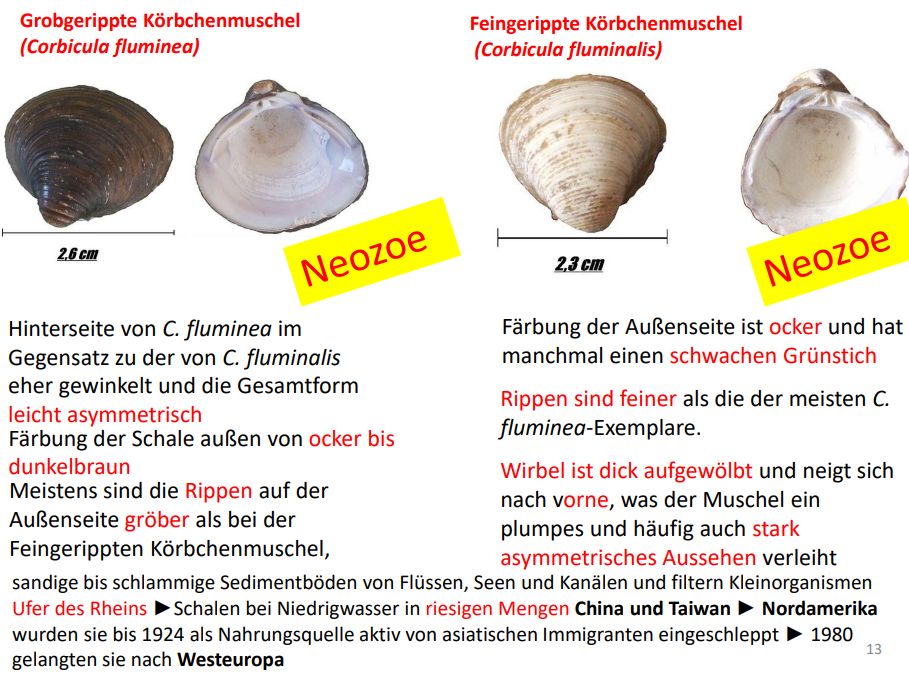 Grobgerippte Körbchenmuschel
(Corbicula fluminea)
2,6 cm
Neozoe
Hinterseite von C. fluminea im
Gegensatz zu der von C. fluminalis
eher gewinkelt und die Gesamtform
leicht asymmetrisch
Färbung der Schale außen von ocker bis
dunkelbraun
Meistens sind die Rippen auf der
Außenseite gröber als bei der
Feingerippten Körbchenmuschel,
Feingerippte Körbchenmuschel
(Corbicula fluminalis)
2,3 cm
Neozoe
Färbung der Außenseite ist ocker und hat
manchmal einen schwachen Grünstich
Rippen sind feiner als die der meisten C.
fluminea-Exemplare.
Wirbel ist dick aufgewölbt und neigt sich
nach vorne, was der Muschel ein
plumpes und häufig auch stark
asymmetrisches Aussehen verleiht
sandige bis schlammige Sedimentböden von Flüssen, Seen und Kanälen und filtern Kleinorganismen
Ufer des Rheins ►Schalen bei Niedrigwasser in riesigen Mengen China und Taiwan ► Nordamerika
wurden sie bis 1924 als Nahrungsquelle aktiv von asiatischen Immigranten eingeschleppt ► 1980
gelangten sie nach Westeuropa
13